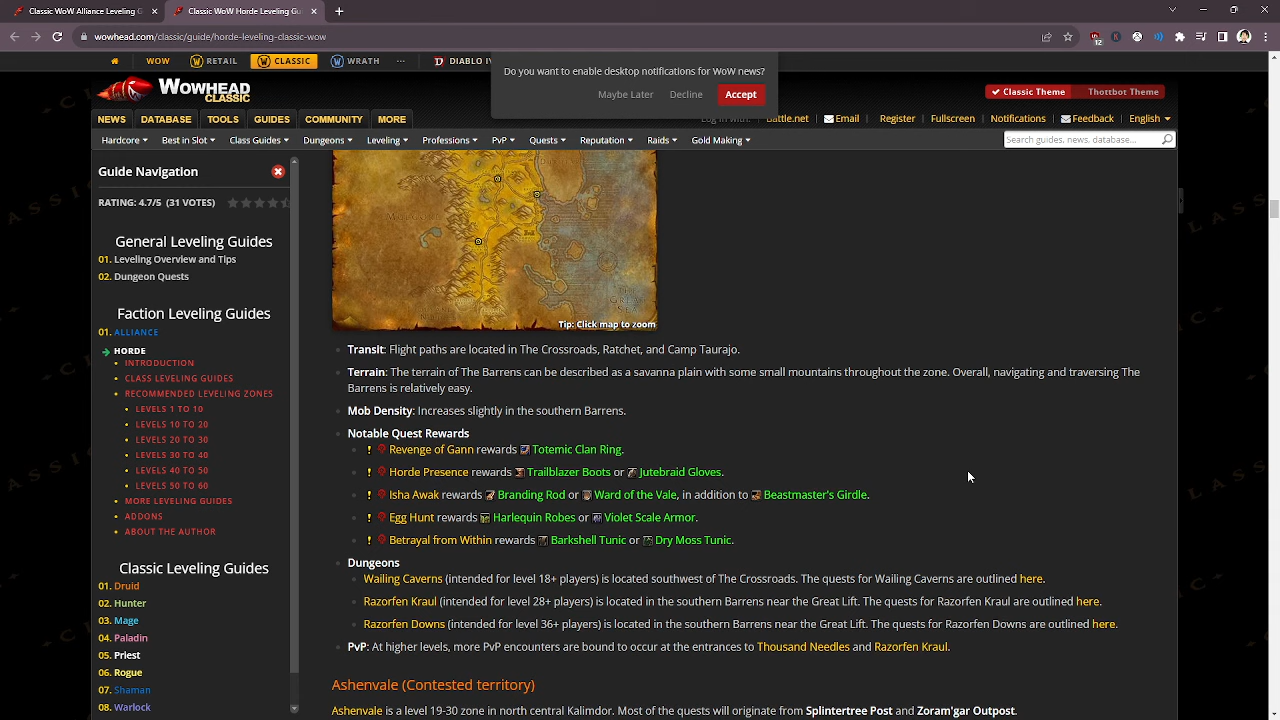 Classic WoW Alliance Leveling G
Classic WoW Horde Leveling Gu
wowhead.com/classic/guide/horde-leveling-classic-wow
12
WOW
RETAIL
CLASSIC
WRATH
DIABLO IV
Do you want to enable desktop notifications for WoW news?
Maybe Later
Decline
Accept
WOWHEAD
CLASSIC
Classic Theme
Thottbot Theme
NEWS
DATABASE
TOOLS
GUIDES
COMMUNITY
MORE
Log in with:
Battle.net
Email
Register
Fullscreen
Notifications
Feedback
English
Hardcore
Best in Slot
Class Guides
Dungeons
Leveling
Professions
PvP
Quests
Reputation
Raids
Gold Making
Search guides, news, database...
Guide Navigation
RATING: 4.7/5 (31 VOTES)
General Leveling Guides
01. Leveling Overview and Tips
02. Dungeon Quests
Faction Leveling Guides
01. ALLIANCE
HORDE
INTRODUCTION
CLASS LEVELING GUIDES
RECOMMENDED LEVELING ZONES
LEVELS 1 TO 10
LEVELS 10 TO 20
LEVELS 20 TO 30
LEVELS 30 TO 40
LEVELS 40 TO 50
LEVELS 50 TO 60
MORE LEVELING GUIDES
ADDONS
ABOUT THE AUTHOR
Classic Leveling Guides
01. Druid
02. Hunter
03. Mage
04. Paladin
05. Priest
06. Rogue
07. Shaman
08. Warlock
THE
GREAT
SEA
Tip: Click map to zoom
Transit: Flight paths are located in The Crossroads, Ratchet, and Camp Taurajo.
Terrain: The terrain of The Barrens can be described as a savanna plain with some small mountains throughout the zone. Overall, navigating and traversing The
Barrens is relatively easy.
Mob Density: Increases slightly in the southern Barrens.
Notable Quest Rewards
Revenge of Gann rewards Totemic Clan Ring.
Horde Presence rewards Trailblazer Boots or Jutebraid Gloves.
Isha Awak rewards Branding Rod or Ward of the Vale, in addition to Beastmaster's Girdle.
Egg Hunt rewards Harlequin Robes or Violet Scale Armor.
Betrayal from Within rewards Barkshell Tunic or Dry Moss Tunic.
Dungeons
Wailing Caverns (intended for level 18+ players) is located southwest of The Crossroads. The quests for Wailing Caverns are outlined here.
Razorfen Kraul (intended for level 28+ players) is located in the southern Barrens near the Great Lift. The quests for Razorfen Kraul are outlined here.
Razorfen Downs (intended for level 36+ players) is located in the southern Barrens near the Great Lift. The quests for Razorfen Downs are outlined here.
PvP: At higher levels, more PvP encounters are bound to occur at the entrances to Thousand Needles and Razorfen Kraul.
Ashenvale (Contested territory)
Ashenvale is a level 19-30 zone in north central Kalimdor. Most of the quests will originate from Splintertree Post and Zoram'gar Outpost.